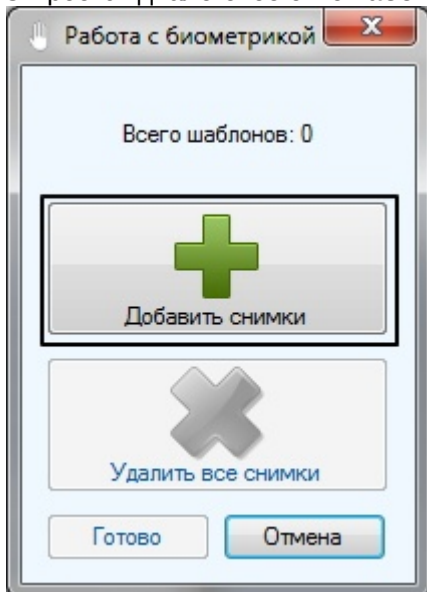 Работа с биометрикой
Всего шаблонов: 0
Добавить снимки
Удалить все снимки
Готово
Отмена